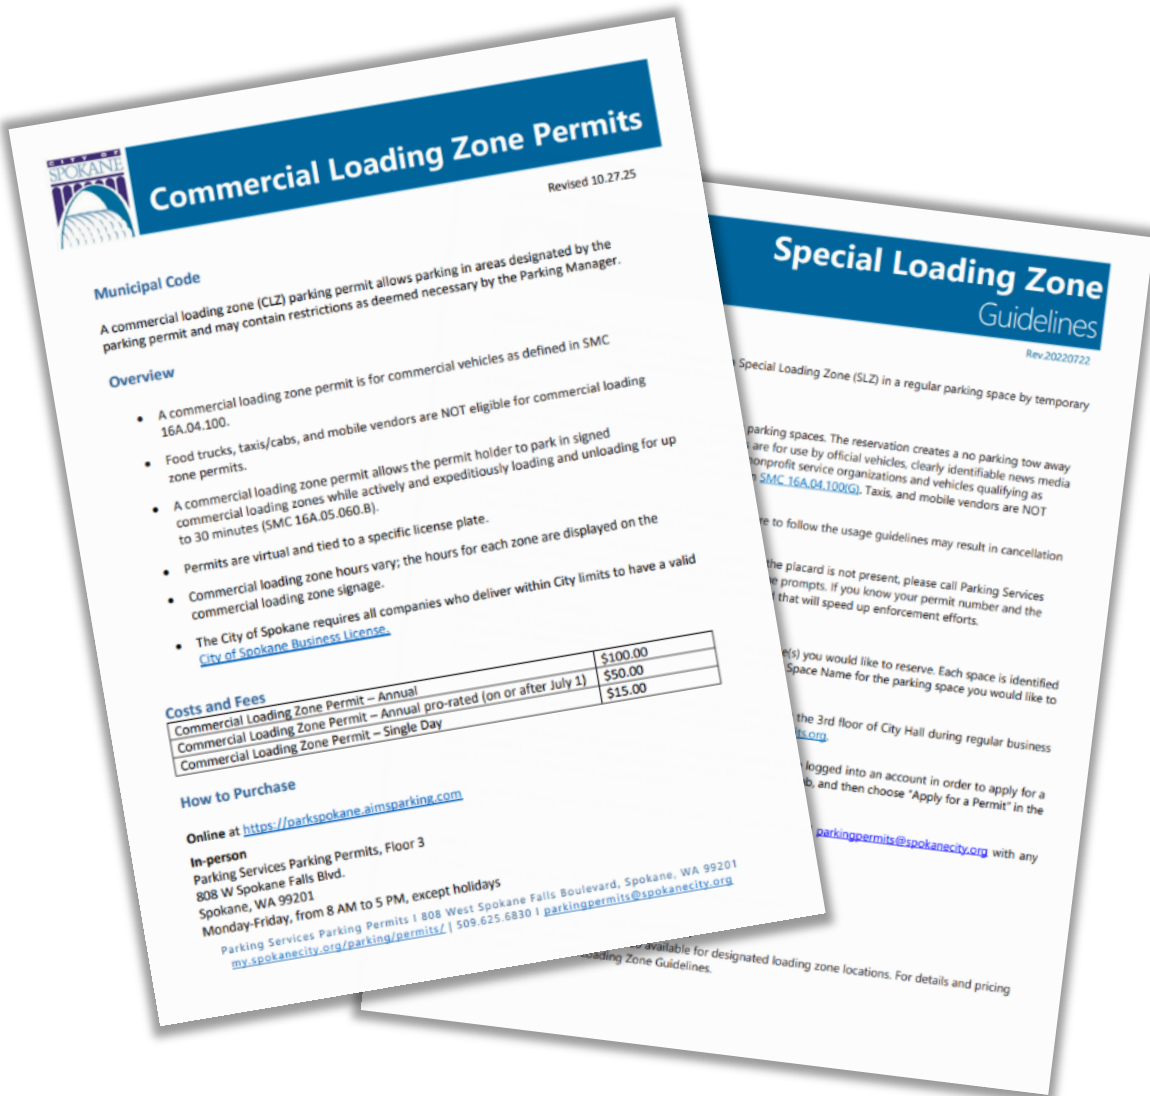 CITY OF
SPOKANE
Commercial Loading Zone Permits
Revised 10.27.25
Municipal Code
A commercial loading zone (CLZ) parking permit allows parking in areas designated by the
parking permit and may contain restrictions as deemed necessary by the Parking Manager.
Overview
• A commercial loading zone permit is for commercial vehicles as defined in SMC
16A.04.100.
• Food trucks, taxis/cabs, and mobile vendors are NOT eligible for commercial loading
zone permits.
• A commercial loading zone permit allows the permit holder to park in signed
commercial loading zones while actively and expeditiously loading and unloading for up
to 30 minutes (SMC 16A.05.060.B).
• Permits are virtual and tied to a specific license plate.
• Commercial loading zone hours vary; the hours for each zone are displayed on the
commercial loading zone signage.
• The City of Spokane requires all companies who deliver within City limits to have a valid
City of Spokane Business License.
Costs and Fees
Commercial Loading Zone Permit – Annual $100.00
Commercial Loading Zone Permit – Annual pro-rated (on or after July 1) $50.00
Commercial Loading Zone Permit – Single Day $15.00
How to Purchase
Online at https://parkspokane.aimsparking.com
In-person
Parking Services Parking Permits, Floor 3
808 W Spokane Falls Blvd.
Spokane, WA 99201
Monday-Friday, from 8 AM to 5 PM, except holidays
Parking Services Parking Permits I 808 West Spokane Falls Boulevard, Spokane, WA 99201
my.spokanecity.org/parking/permits/ | 509.625.6830 I parkingpermits@spokanecity.org
Special Loading Zone
Guidelines
Rev.20220722
Special Loading Zone (SLZ) in a regular parking space by temporary
parking spaces. The reservation creates a no parking tow away
are for use by official vehicles, clearly identifiable news media
nonprofit service organizations and vehicles qualifying as
SMC 16A.04.100(G). Taxis, and mobile vendors are NOT
to follow the usage guidelines may result in cancellation
the placard is not present, please call Parking Services
prompts. If you know your permit number and the
that will speed up enforcement efforts.
you would like to reserve. Each space is identified
Space Name for the parking space you would like to
the 3rd floor of City Hall during regular business
logged into an account in order to apply for a
and then choose "Apply for a Permit" in the
parkingpermits@spokanecity.org with any
available for designated loading zone locations. For details and pricing
Zone Guidelines.